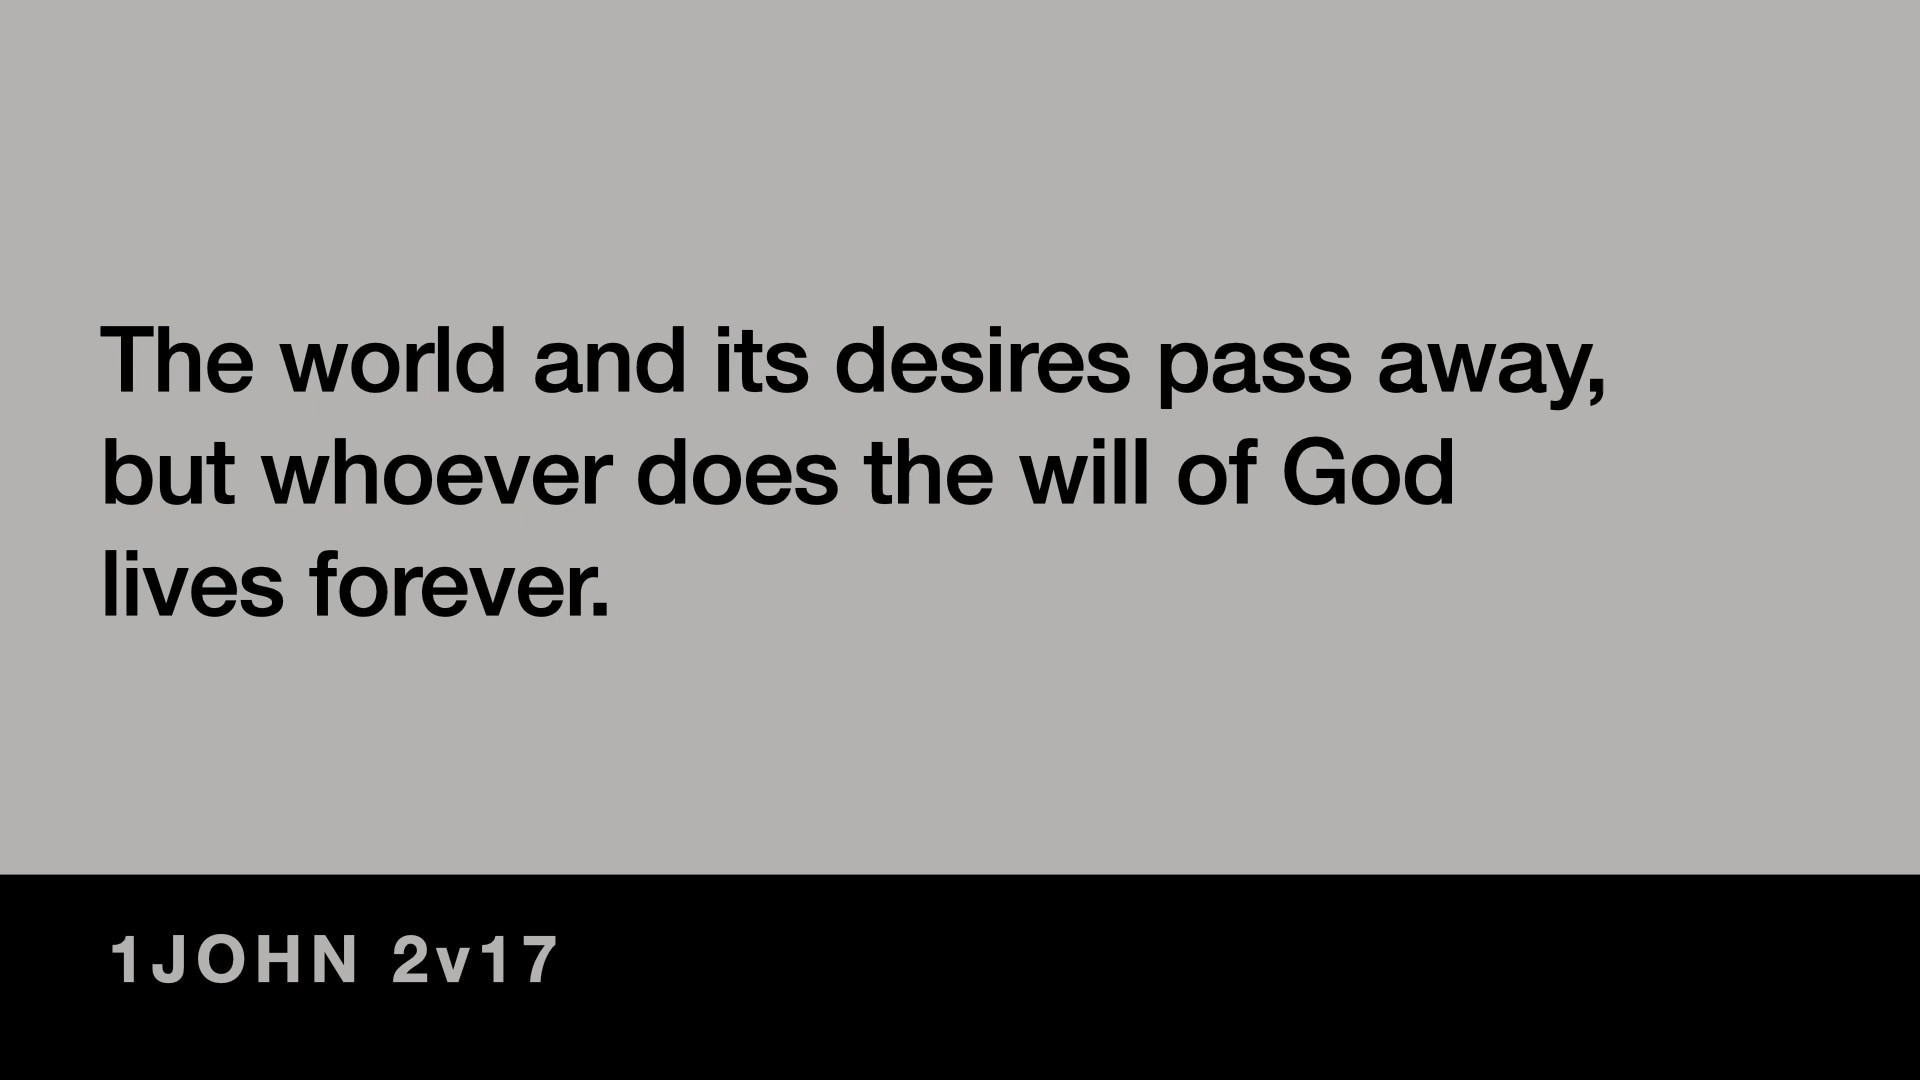 The world and its desires pass away,
but whoever does the will of God
lives forever.
1JOHN 2v17